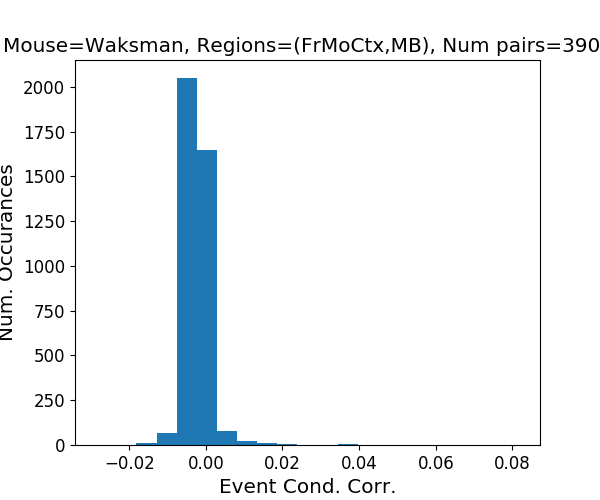 Mouse=Waksman, Regions=(FrMoCtx,MB), Num pairs=390
2000
1750
1500
1250
1000
750
500
250
0
Num. Occurances
−0.02 0.00 0.02 0.04 0.06 0.08
Event Cond. Corr.